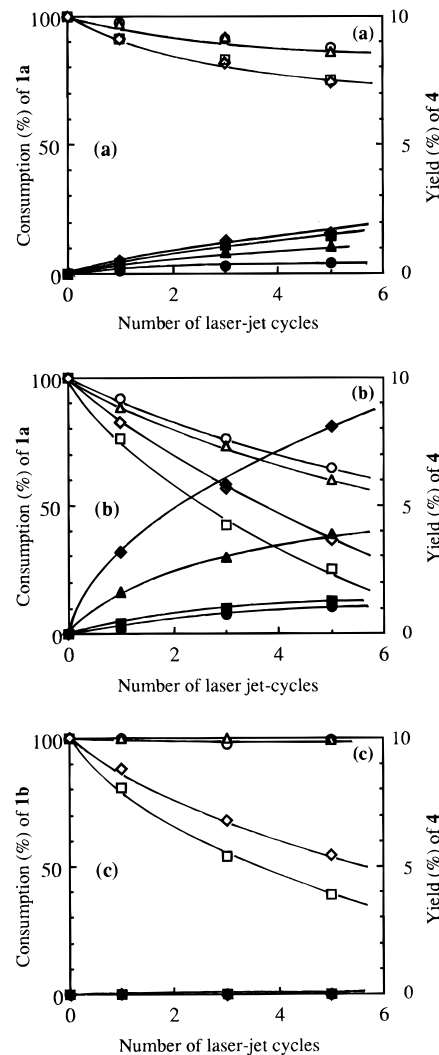 100
10
(a)
Consumption (%) of 1a
50
5
Yield (%) of 4
(a)
0
0
0
2
4
6
Number of laser-jet cycles
100
10
(b)
Consumption (%) of 1a
50
5
Yield (%) of 4
(b)
0
0
0
2
4
6
Number of laser jet-cycles
100
10
(c)
Consumption (%) of 1b
50
5
Yield (%) of 4
(c)
0
0
0
2
4
6
Number of laser-jet cycles